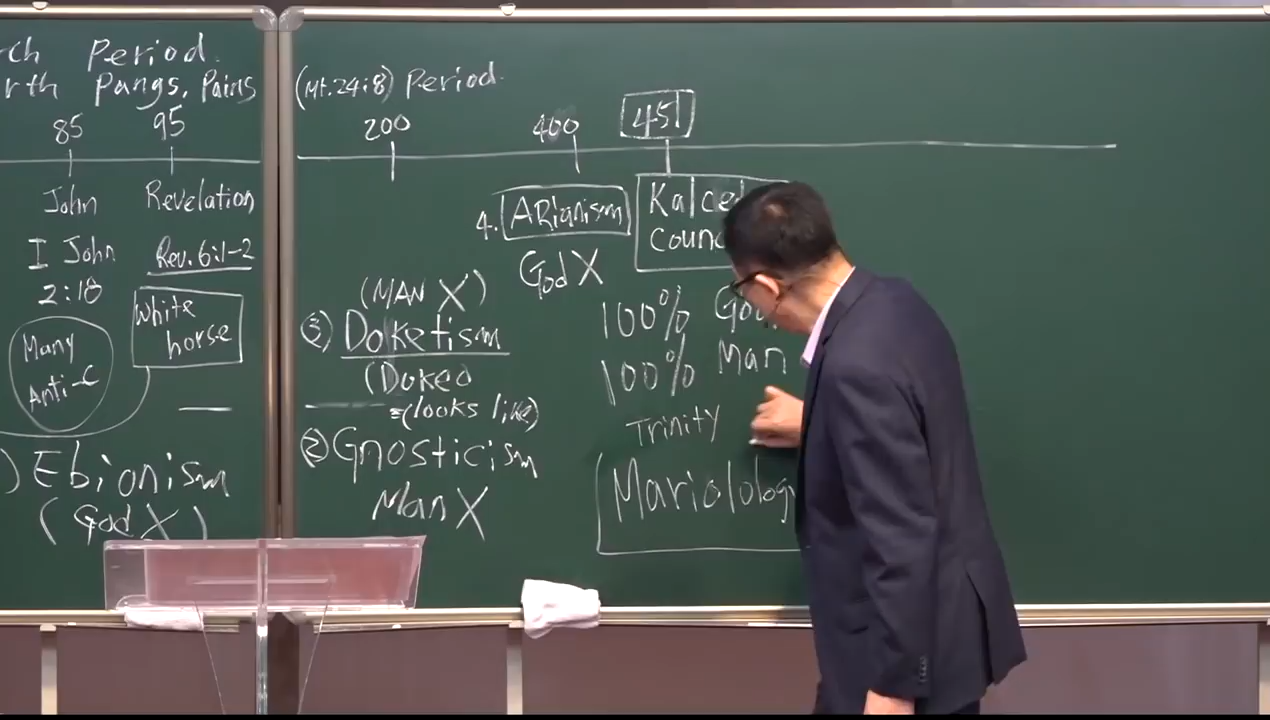 rch Period
rth Pangs, Pains
(Mt. 24:8) Period.
85 95
200 400 451
John
I John
2:18
Many
Anti-C
Revelation
Rev. 6:1-2
White
horse
) Ebionism
(God X)
(MAN X)
③) Doketism
(Dokeo
=(looks like)
②) Gnosticism
Man X
4. ARianism
God X
100%
100% Man
Trinity
Mariology